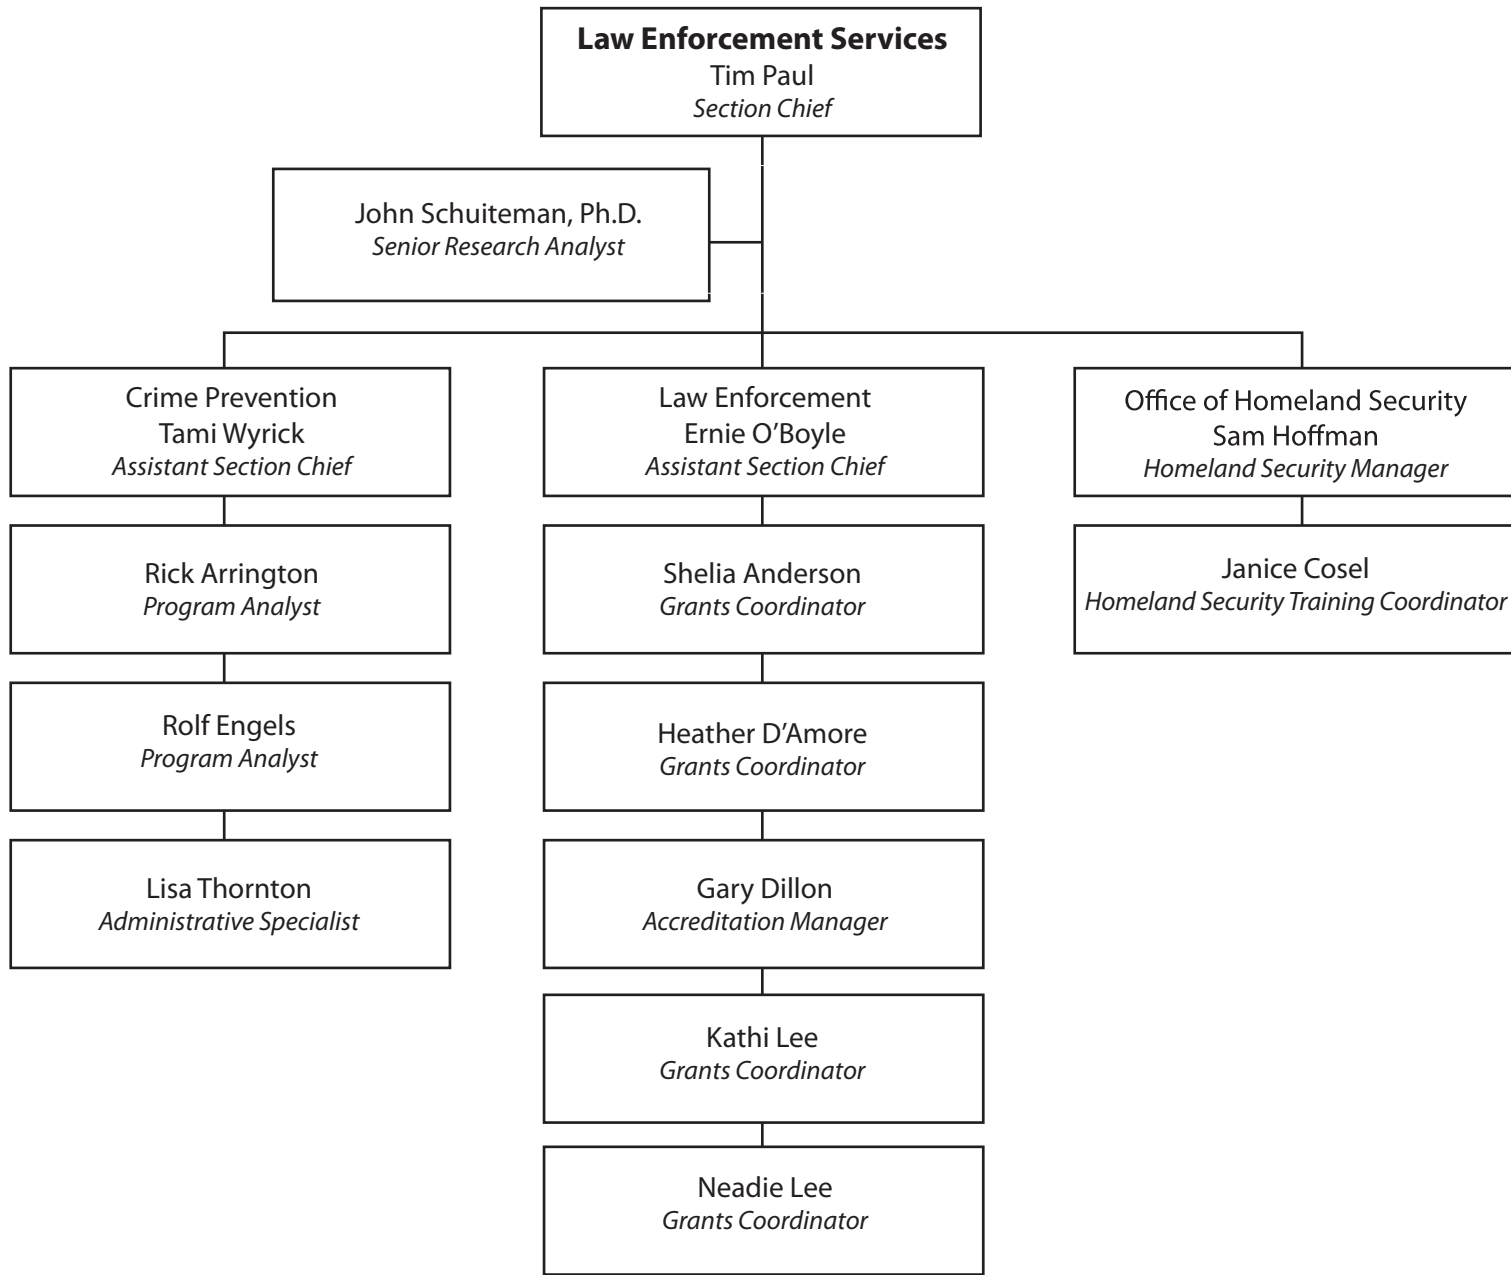 Law Enforcement Services
Tim Paul
Section Chief
John Schuiteman, Ph.D.
Senior Research Analyst
Crime Prevention
Tami Wyrick
Assistant Section Chief
Rick Arrington
Program Analyst
Rolf Engels
Program Analyst
Lisa Thornton
Administrative Specialist
Law Enforcement
Ernie O’Boyle
Assistant Section Chief
Shelia Anderson
Grants Coordinator
Heather D’Amore
Grants Coordinator
Gary Dillon
Accreditation Manager
Kathi Lee
Grants Coordinator
Neadie Lee
Grants Coordinator
Office of Homeland Security
Sam Hoffman
Homeland Security Manager
Janice Cosel
Homeland Security Training Coordinator